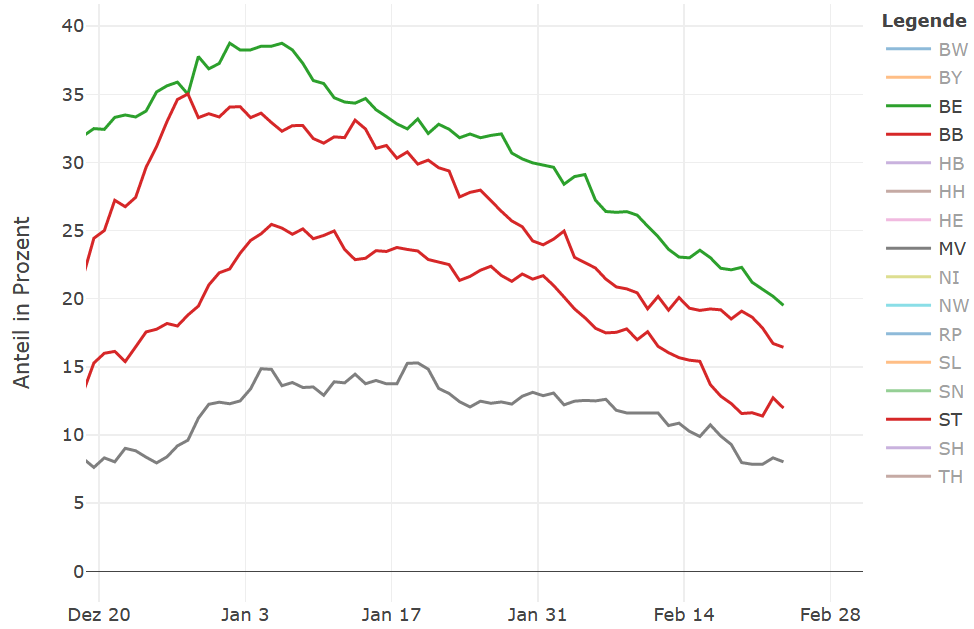 Legende
BW
BY
BE
BB
HB
HH
HE
MV
NI
NW
RP
SL
SN
ST
SH
TH
Anteil in Prozent
40
35
30
25
20
15
10
5
0
Dez 20 Jan 3 Jan 17 Jan 31 Feb 14 Feb 28